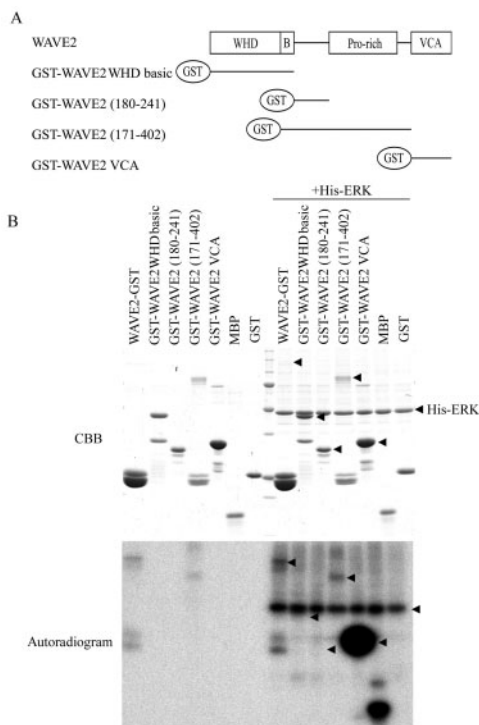 A
WAVE2
WHD
B
Pro-rich
VCA
GST-WAVE2 WHD basic
GST
GST-WAVE2 (180-241)
GST
GST-WAVE2 (171-402)
GST
GST-WAVE2 VCA
GST
+His-ERK
B
WAVE2-GST
GST-WAVE2WHD basic
GST-WAVE2 (180-241)
GST-WAVE2 (171-402)
GST-WAVE2 VCA
MBP
GST
WAVE2-GST
GST-WAVE2WHD basic
GST-WAVE2 (180-241)
GST-WAVE2 (171-402)
GST-WAVE2 VCA
MBP
GST
His-ERK
CBB
Autoradiogram